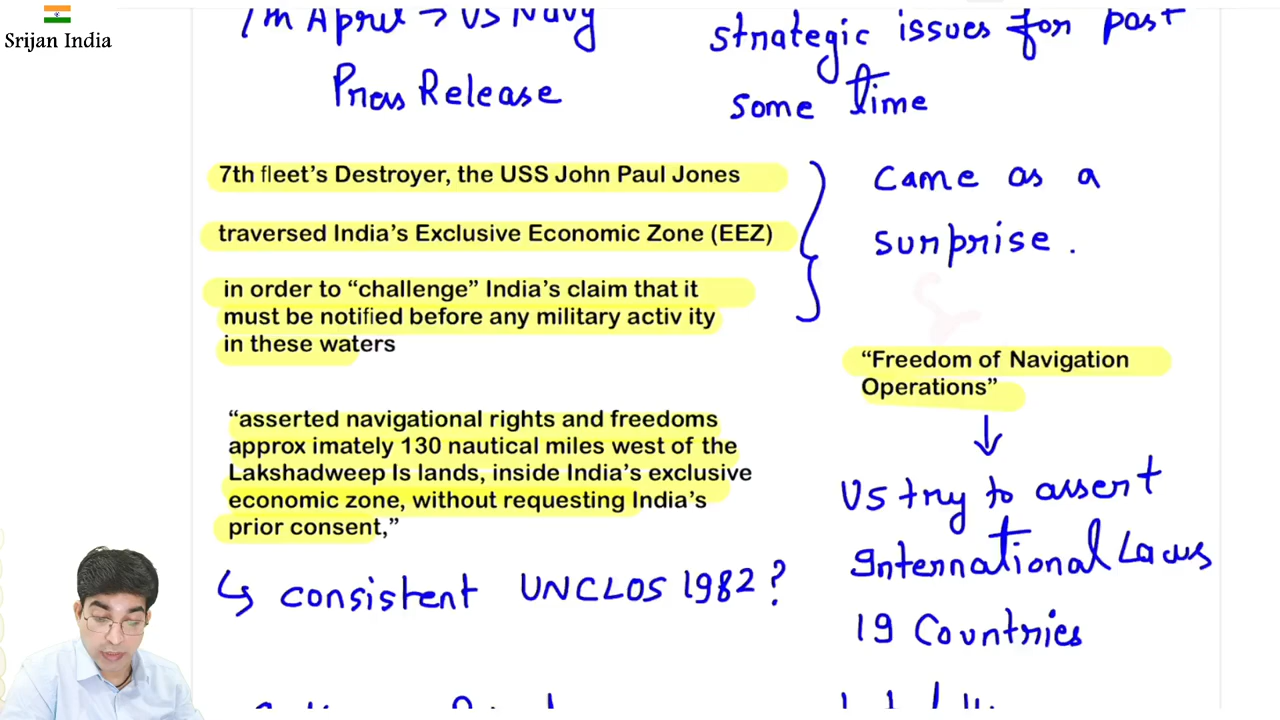 Srijan India
7th April → US Navy
Press Release
strategic issues for past
some time
7th fleet's Destroyer, the USS John Paul Jones
traversed India's Exclusive Economic Zone (EEZ)
in order to “challenge” India's claim that it
must be notified before any military activ ity
in these waters
Came as a
surprise.
“asserted navigational rights and freedoms
approx imately 130 nautical miles west of the
Lakshadweep Is lands, inside India's exclusive
economic zone, without requesting India's
prior consent,”
↳ consistent UNCLOS 1982?
“Freedom of Navigation
Operations”
↓
US try to assert
International Laws
19 Countries